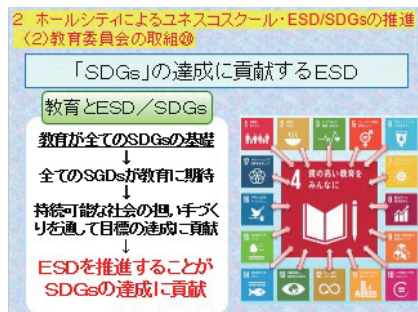 2 ホールシティによるユネスコスクール・ESD/SDGsの推進
(2)教育委員会の取組⑳
「SDGs」の達成に貢献するESD
教育とESD/SDGs
教育が全てのSDGsの基礎
↓
全てのSGDsが教育に期待
↓
持続可能な社会の担い手づく
りを通して目標の達成に貢献
↓
ESDを推進することが
SDGsの達成に貢献
4 質の高い教育を
みんなに